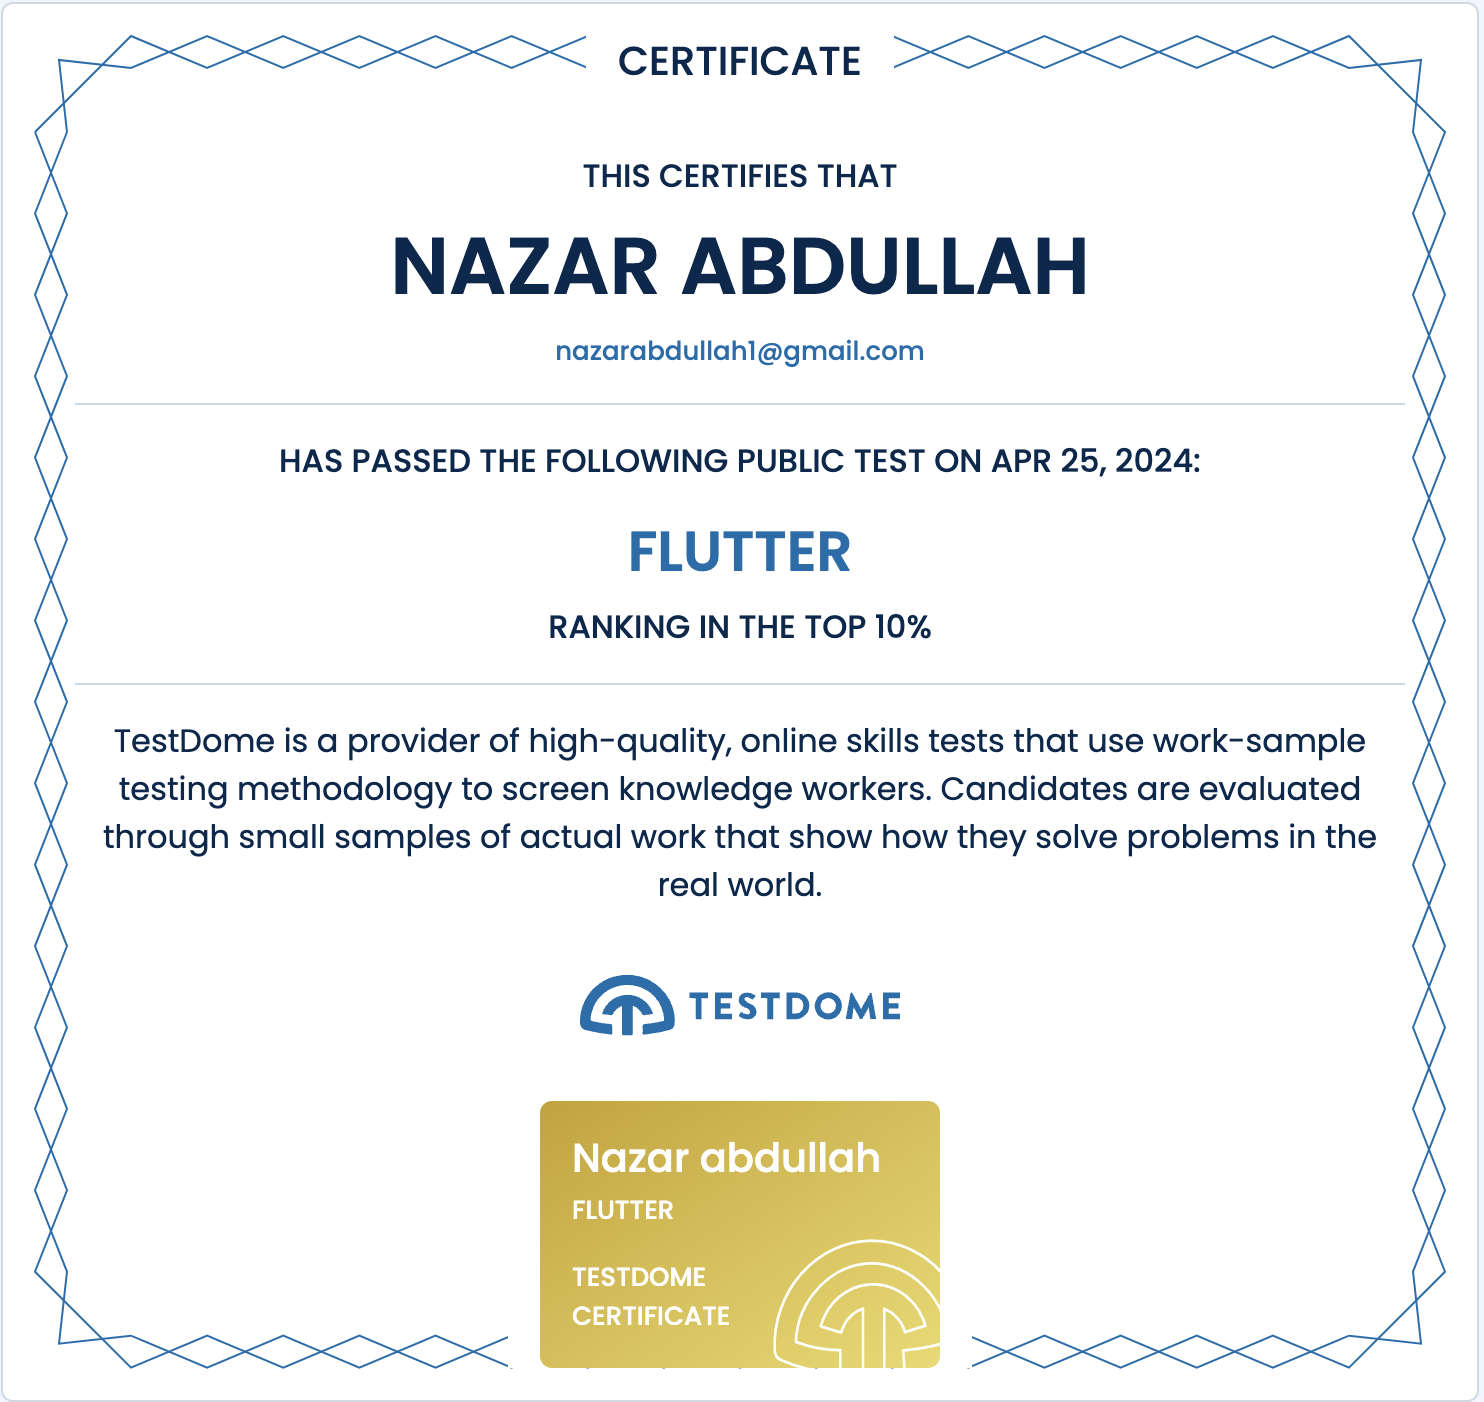 CERTIFICATE
THIS CERTIFIES THAT
NAZAR ABDULLAH
nazarabdullah1@gmail.com
HAS PASSED THE FOLLOWING PUBLIC TEST ON APR 25, 2024:
FLUTTER
RANKING IN THE TOP 10%
TestDome is a provider of high-quality, online skills tests that use work-sample
testing methodology to screen knowledge workers. Candidates are evaluated
through small samples of actual work that show how they solve problems in the
real world.
TESTDOME
Nazar abdullah
FLUTTER
TESTDOME
CERTIFICATE